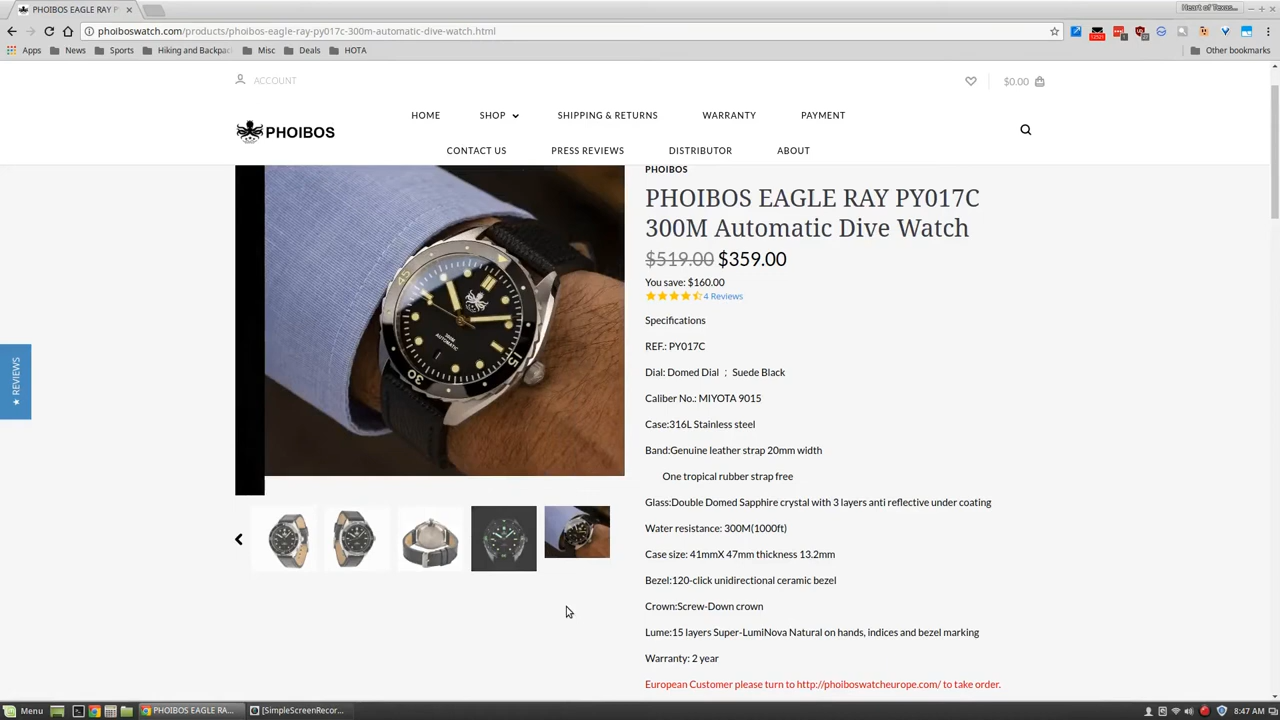 PHOIBOS EAGLE RAY P
Heart of Texas...
phoiboswatch.com/products/phoibos-eagle-ray-py017c-300m-automatic-dive-watch.html
Apps News Sports Hiking and Backpac Misc Deals HOTA Other bookmarks
ACCOUNT $0.00
HOME SHOP SHIPPING & RETURNS WARRANTY PAYMENT
PHOIBOS
CONTACT US PRESS REVIEWS DISTRIBUTOR ABOUT
PHOIBOS
PHOIBOS EAGLE RAY PY017C
300M Automatic Dive Watch
$519.00 $359.00
You save: $160.00
4 Reviews
Specifications
REF.: PY017C
Dial: Domed Dial ； Suede Black
Caliber No.: MIYOTA 9015
Case:316L Stainless steel
Band:Genuine leather strap 20mm width
One tropical rubber strap free
Glass:Double Domed Sapphire crystal with 3 layers anti reflective under coating
Water resistance: 300M(1000ft)
Case size: 41mmX 47mm thickness 13.2mm
Bezel:120-click unidirectional ceramic bezel
Crown:Screw-Down crown
Lume:15 layers Super-LumiNova Natural on hands, indices and bezel marking
Warranty: 2 year
European Customer please turn to http://phoiboswatcheurope.com/ to take order.
★ REVIEWS
45
300M
AUTOMATIC
15
30
Menu PHOIBOS EAGLE RA... [SimpleScreenRecor... 8:47 AM